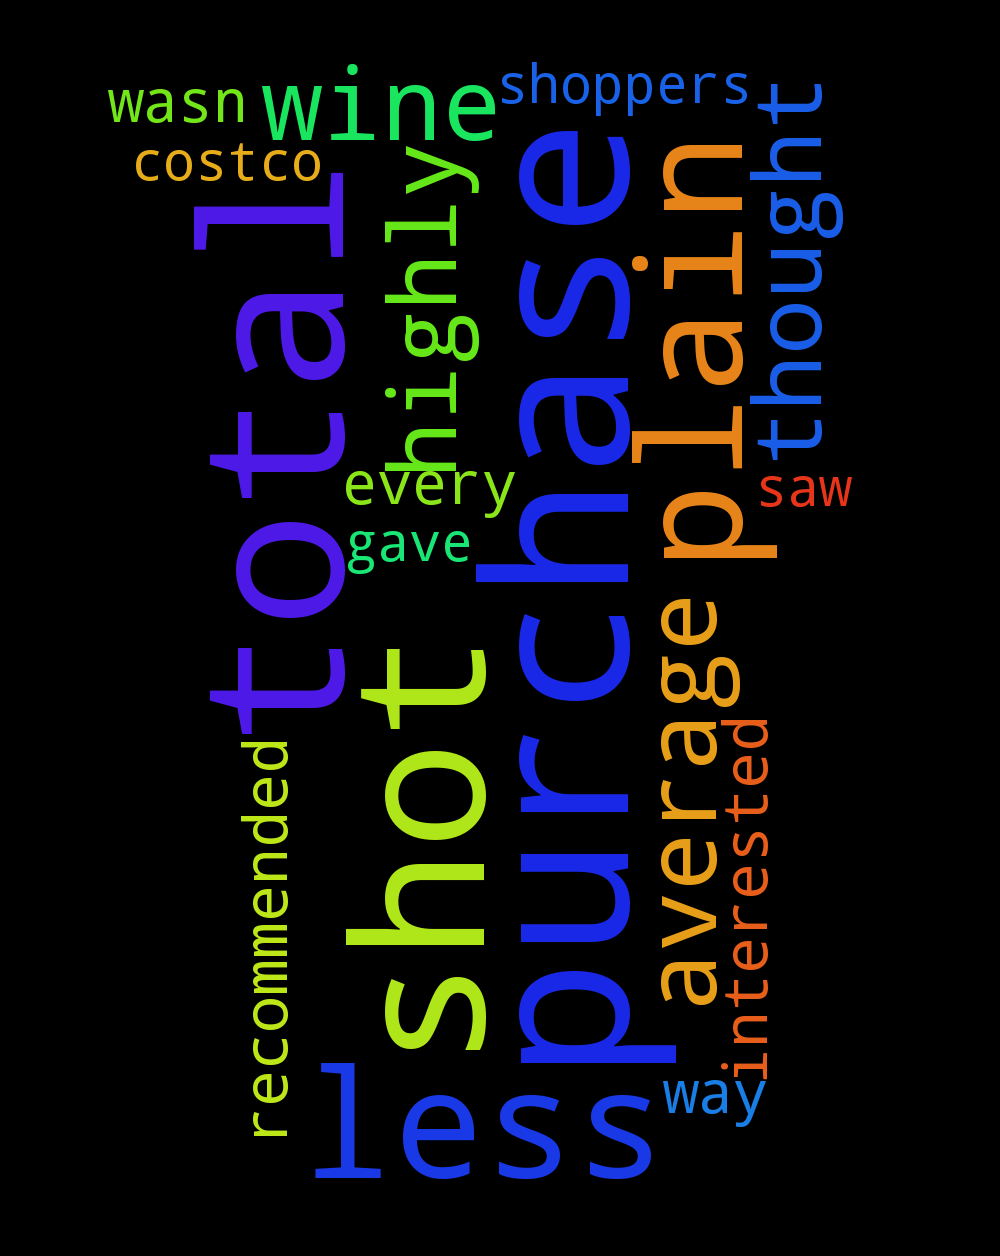 wasn
wine
shoppers
costco
total
highly
purchase
plain
thought
every
saw
gave
shot
average
recommended
interested
less
way